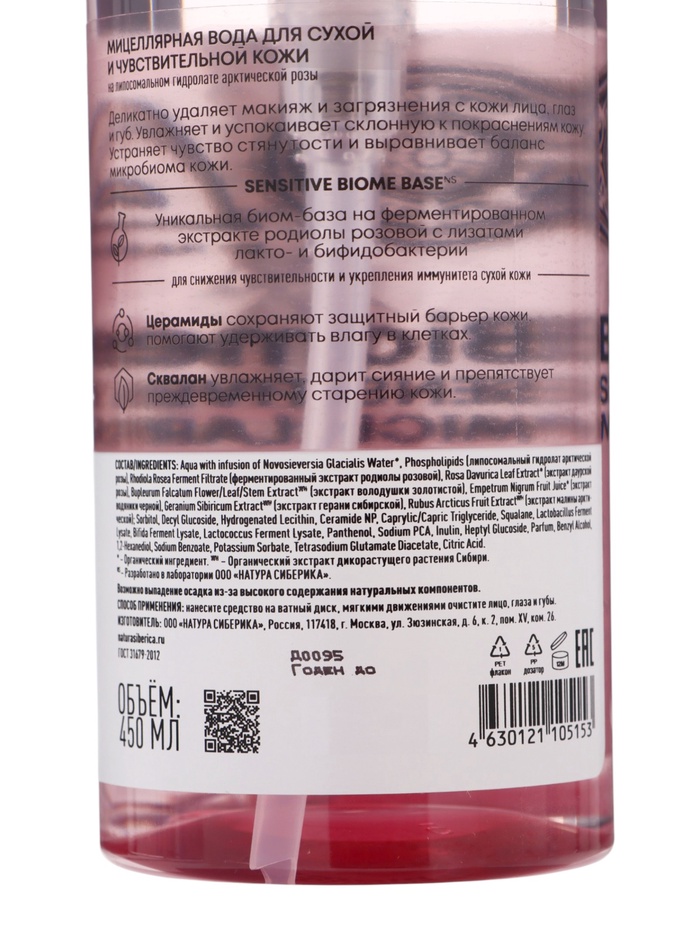 МИЦЕЛЛЯРНАЯ ВОДА ДЛЯ СУХОЙ
И ЧУВСТВИТЕЛЬНОЙ КОЖИ
на липосомальном гидролате арктической розы
Деликатно удаляет макияж и загрязнения с кожи лица, глаз
и губ. Увлажняет и успокаивает склонную к покраснениям кожу.
Устраняет чувство стянутости и выравнивает баланс
микробиома кожи.
SENSITIVE BIOME BASE NS
Уникальная биом-база на ферментированном
экстракте родиолы розовой с лизатами
лакто- и бифидобактерии
для снижения чувствительности и укрепления иммунитета сухой кожи
Церамиды сохраняют защитный барьер кожи,
помогают удерживать влагу в клетках.
Сквалан увлажняет, дарит сияние и препятствует
преждевременному старению кожи.
СОСТАВ/INGREDIENTS: Aqua with infusion of Novosieversia Glacialis Water*, Phospholipids (липосомальный гидролат арктической
розы), Rhodiola Rosea Ferment Filtrate (ферментированный экстракт родиолы розовой), Rosa Davurica Leaf Extract* (экстракт даурской
розы), Bupleurum Falcatum Flower/Leaf/Stem Extract WH (экстракт володушки золотистой), Empetrum Nigrum Fruit Juice* (экстракт
водяники черной), Geranium Sibiricum Extract WH (экстракт герани сибирской), Rubus Arcticus Fruit Extract WH (экстракт малины аркти-
ческой); Sorbitol, Decyl Glucoside, Hydrogenated Lecithin, Ceramide NP, Caprylic/Capric Triglyceride, Squalane, Lactobacillus Ferment
Lysate, Bifida Ferment Lysate, Lactococcus Ferment Lysate, Panthenol, Sodium PCA, Inulin, Heptyl Glucoside, Parfum, Benzyl Alcohol,
1,2-Hexanediol, Sodium Benzoate, Potassium Sorbate, Tetrasodium Glutamate Diacetate, Citric Acid.
* - Органический ингредиент. WH - Органический экстракт дикорастущего растения Сибири.
NS - Разработано в лаборатории ООО «НАТУРА СИБЕРИКА».
Возможно выпадение осадка из-за высокого содержания натуральных компонентов.
СПОСОБ ПРИМЕНЕНИЯ: нанесите средство на ватный диск, мягкими движениями очистите лицо, глаза и губы.
ИЗГОТОВИТЕЛЬ: ООО «НАТУРА СИБЕРИКА», Россия, 117418, г. Москва, ул. Зюзинская, д. 6, к. 2, пом. XV, ком. 26.
naturasiberica.ru
ГОСТ 31679-2012
Д0095
Годен до
1
PET
флакон
5
PP
дозатор
12М
EAC
ОБЪЁМ:
450 МЛ
4 630121 105153